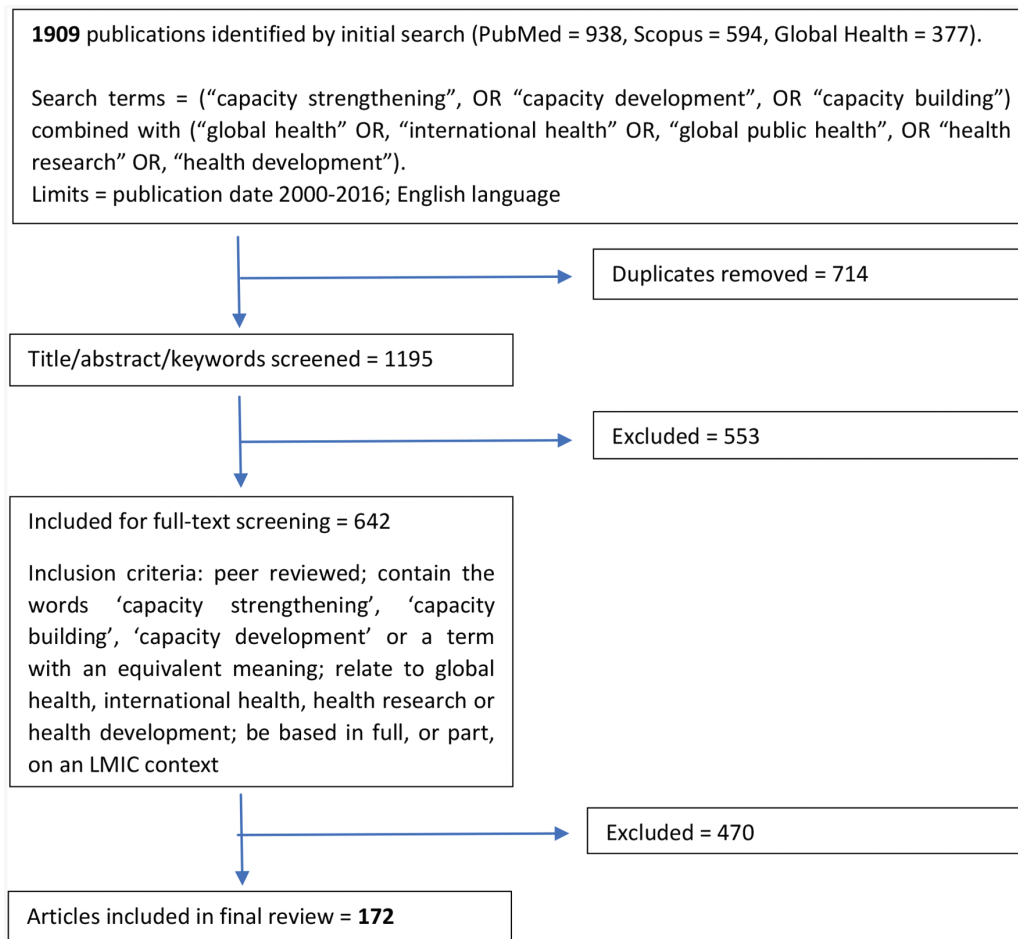 1909 publications identified by initial search (PubMed = 938, Scopus = 594, Global Health = 377).
Search terms = (“capacity strengthening”, OR “capacity development”, OR “capacity building”)
combined with (“global health” OR, “international health” OR, “global public health”, OR “health
research” OR, “health development”).
Limits = publication date 2000-2016; English language
Duplicates removed = 714
Title/abstract/keywords screened = 1195
Excluded = 553
Included for full-text screening = 642
Inclusion criteria: peer reviewed; contain the
words ‘capacity strengthening’, ‘capacity
building’, ‘capacity development’ or a term
with an equivalent meaning; relate to global
health, international health, health research or
health development; be based in full, or part,
on an LMIC context
Excluded = 470
Articles included in final review = 172